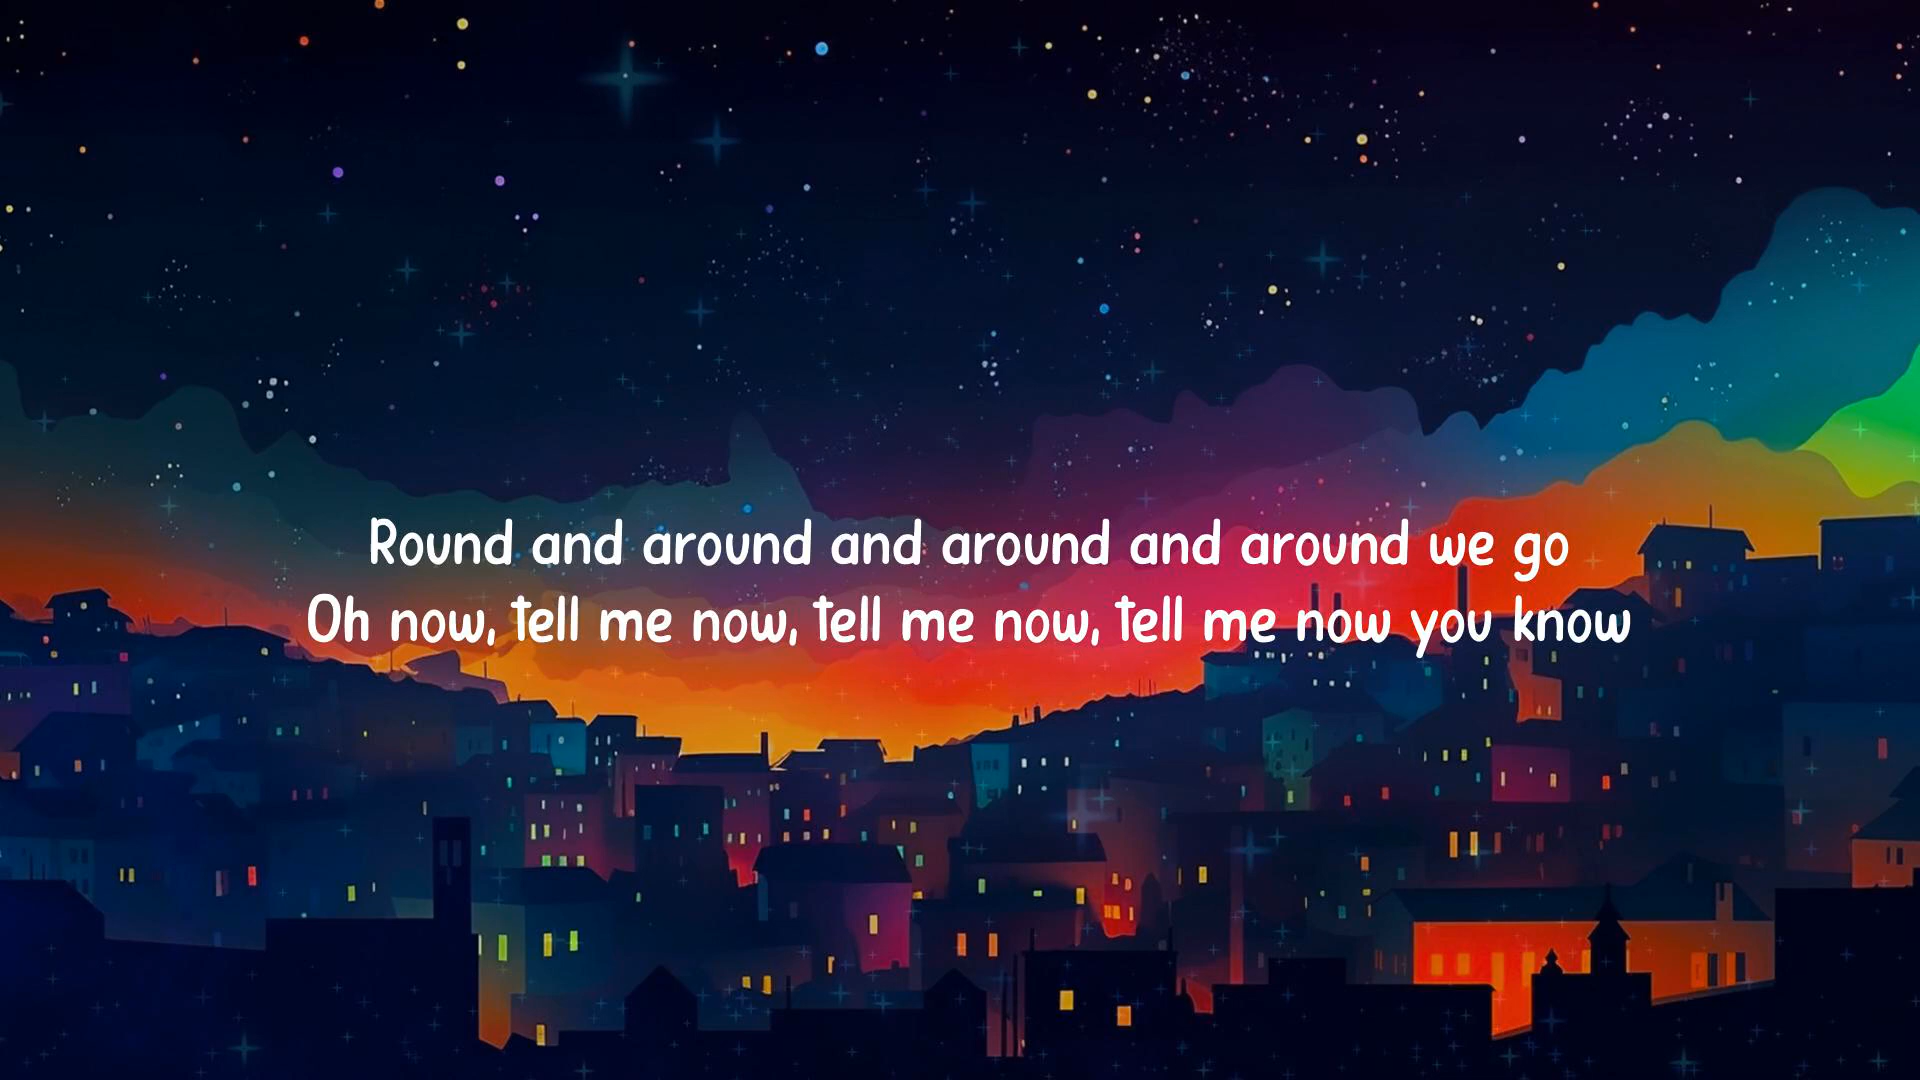 Round and around and around and around we go
Oh now, tell me now, tell me now, tell me now you know